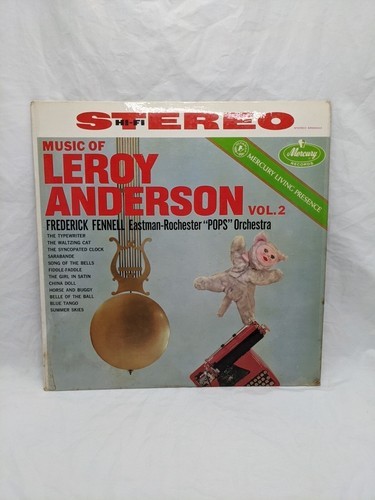 STEREO
HI-FI
MUSIC OF
LEROY
ANDERSON VOL.2
Mercury
RECORDS
MERCURY LIVING PRESENCE
FREDERICK FENNELL Eastman-Rochester "POPS" Orchestra
THE TYPEWRITER
THE WALTZING CAT
THE SYNCOPATED CLOCK
SARABANDE
SONG OF THE BELLS
FIDDLE-FADDLE
THE GIRL IN SATIN
CHINA DOLL
HORSE AND BUGGY
BELLE OF THE BALL
BLUE TANGO
SUMMER SKIES